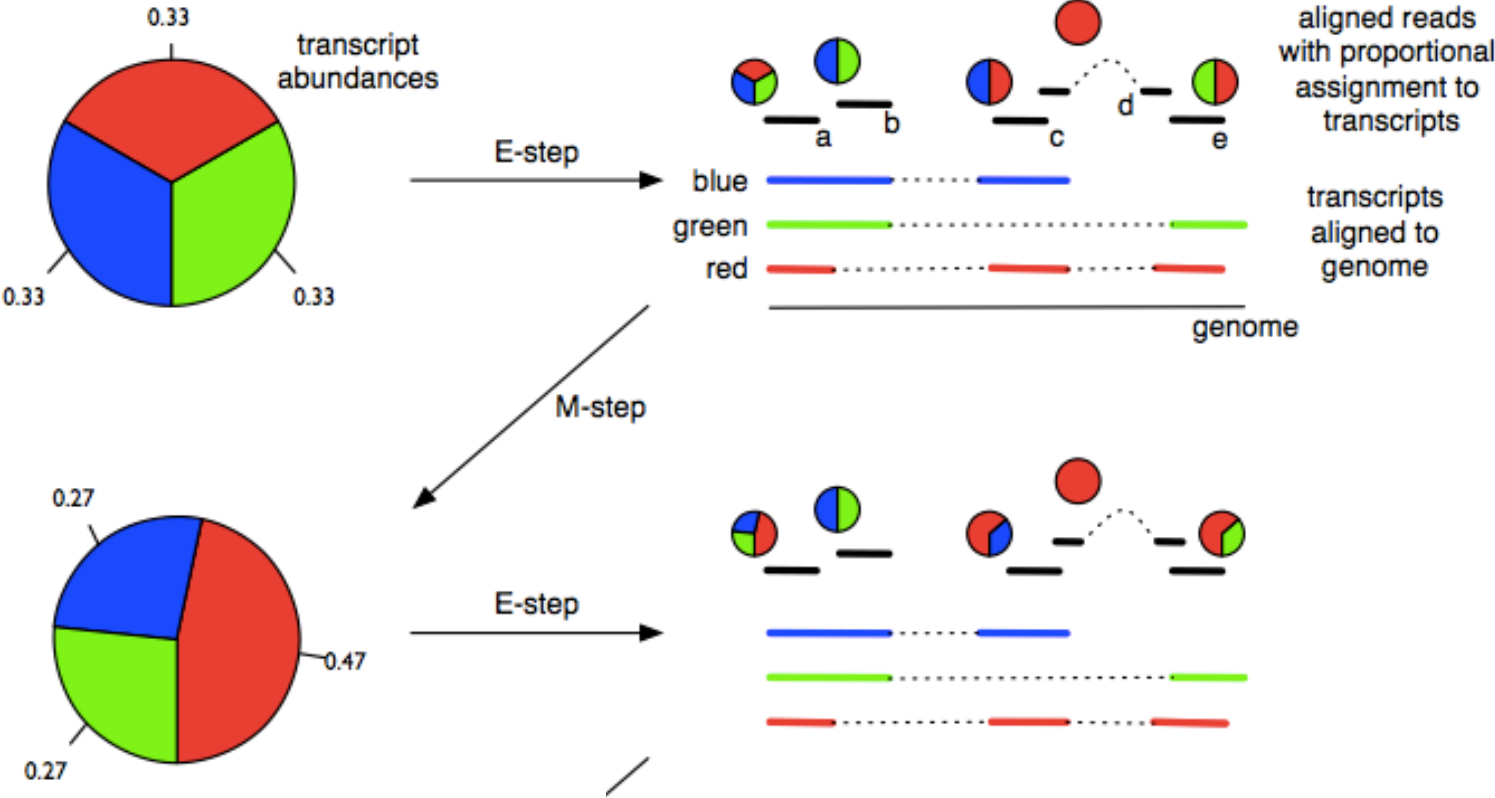 0.33
transcript
abundances
0.33
0.33
E-step
a
b
c
d
e
aligned reads
with proportional
assignment to
transcripts
blue
green
red
transcripts
aligned to
genome
genome
M-step
0.27
0.47
0.27
E-step